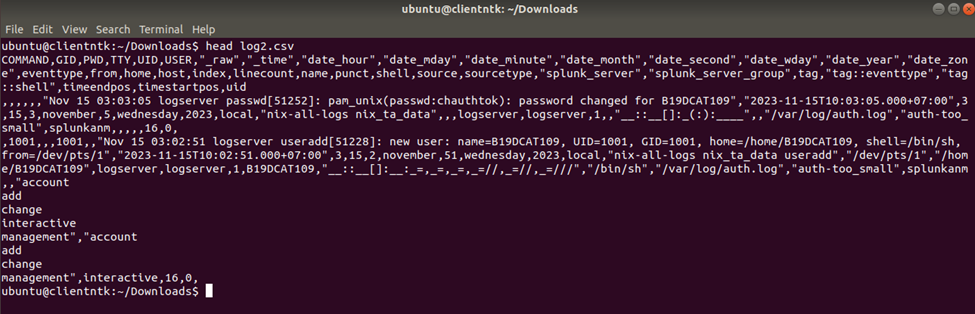 ubuntu@clientntk: ~/Downloads
File Edit View Search Terminal Help
ubuntu@clientntk:~/Downloads$ head log2.csv
COMMAND,GID,PWD,TTY,UID,USER,"_raw","_time","date_hour","date_mday","date_minute","date_month","date_second","date_wday","date_year","date_zon
e",eventtype,from,home,host,index,linecount,name,punct,shell,source,sourcetype,"splunk_server","splunk_server_group",tag,"tag::eventtype","tag
::shell",timeendpos,timestartpos,uid
,,,,,,"Nov 15 03:03:05 logserver passwd[51252]: pam_unix(passwd:chauthtok): password changed for B19DCAT109","2023-11-15T10:03:05.000+07:00",3
,15,3,november,5,wednesday,2023,local,"nix-all-logs nix_ta_data",,,logserver,logserver,1,,"__::__[]:_(:):____",,"/var/log/auth.log","auth-too_
small",splunkanm,,,,,16,0,
,1001,,,1001,,"Nov 15 03:02:51 logserver useradd[51228]: new user: name=B19DCAT109, UID=1001, GID=1001, home=/home/B19DCAT109, shell=/bin/sh,
from=/dev/pts/1","2023-11-15T10:02:51.000+07:00",3,15,2,november,51,wednesday,2023,local,"nix-all-logs nix_ta_data useradd","/dev/pts/1","/hom
e/B19DCAT109",logserver,logserver,1,B19DCAT109,"__::__[]:__:_=,_=,_=,_=//,_=//,_=///","/bin/sh","/var/log/auth.log","auth-too_small",splunkanm
,,"account
add
change
interactive
management","account
add
change
management",interactive,16,0,
ubuntu@clientntk:~/Downloads$